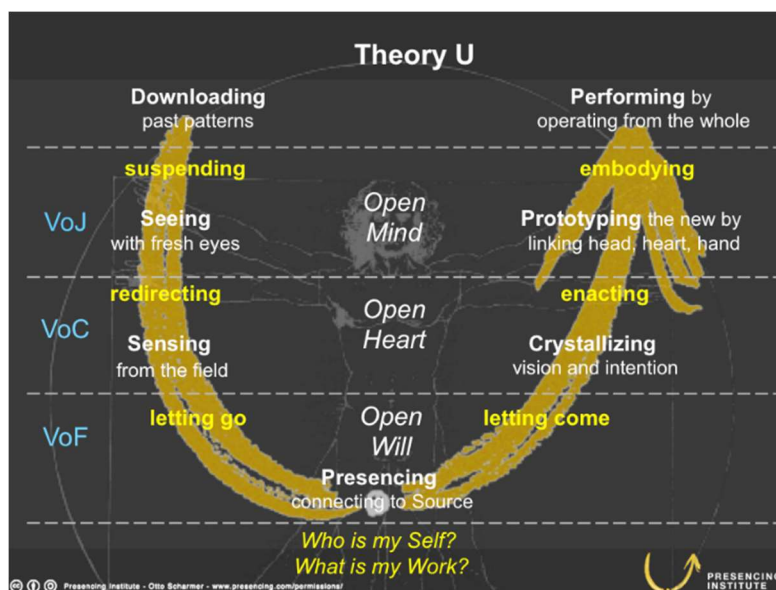 Theory U
Downloading
past patterns
Performing by
operating from the whole
suspending
embodying
VoJ
Seeing
with fresh eyes
Open
Mind
Prototyping the new by
linking head, heart, hand
redirecting
enacting
VoC
Open
Heart
Sensing
from the field
Crystallizing
vision and intention
letting go
Open
Will
letting come
VoF
Presencing
connecting to Source
Who is my Self?
What is my Work?
Presencing Institute - Otto Scharmer - www.presencing.com/permissions/
PRESENCING
INSTITUTE